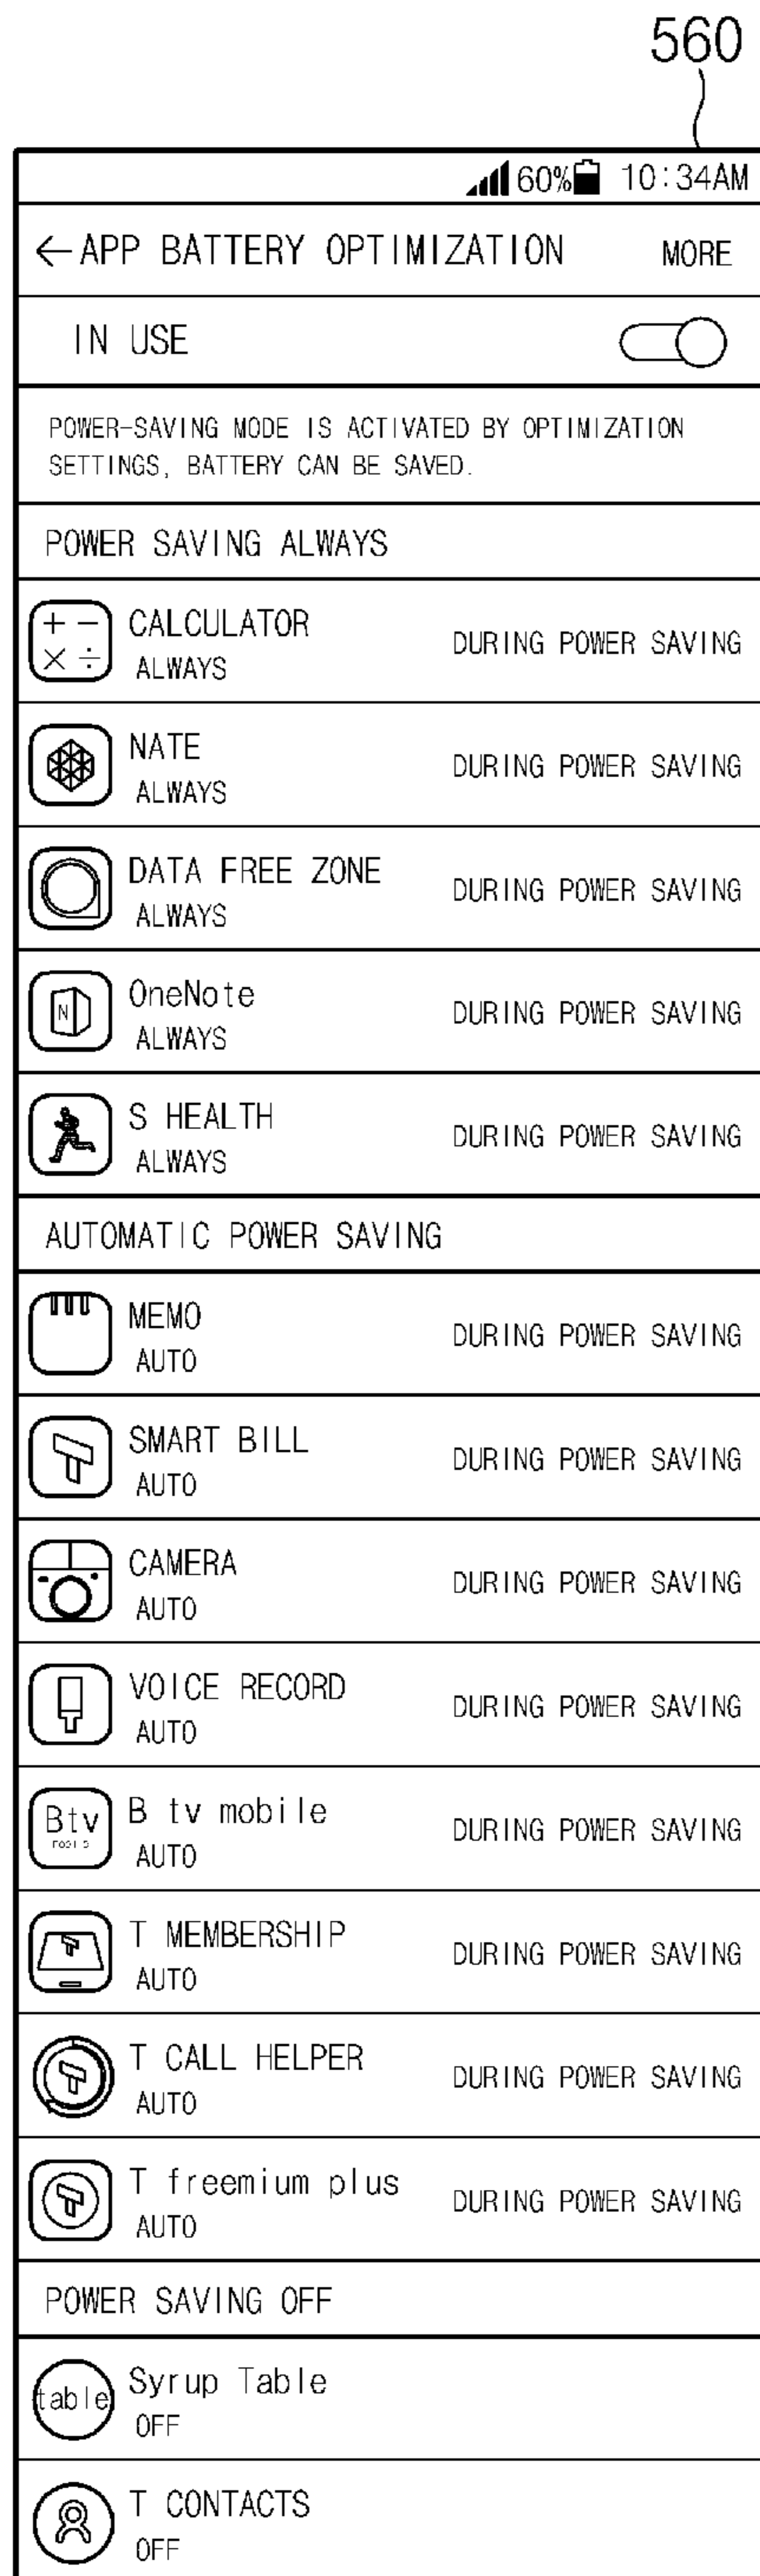 560
60% 10:34AM
←APP BATTERY OPTIMIZATION MORE
IN USE
POWER-SAVING MODE IS ACTIVATED BY OPTIMIZATION
SETTINGS, BATTERY CAN BE SAVED.
POWER SAVING ALWAYS
CALCULATOR
ALWAYS
DURING POWER SAVING
NATE
ALWAYS
DURING POWER SAVING
DATA FREE ZONE
ALWAYS
DURING POWER SAVING
N
OneNote
ALWAYS
DURING POWER SAVING
S HEALTH
ALWAYS
DURING POWER SAVING
AUTOMATIC POWER SAVING
MEMO
AUTO
DURING POWER SAVING
SMART BILL
AUTO
DURING POWER SAVING
CAMERA
AUTO
DURING POWER SAVING
VOICE RECORD
AUTO
DURING POWER SAVING
Btv
B tv mobile
AUTO
DURING POWER SAVING
T MEMBERSHIP
AUTO
DURING POWER SAVING
T CALL HELPER
AUTO
DURING POWER SAVING
T freemium plus
AUTO
DURING POWER SAVING
POWER SAVING OFF
table
Syrup Table
OFF
T CONTACTS
OFF